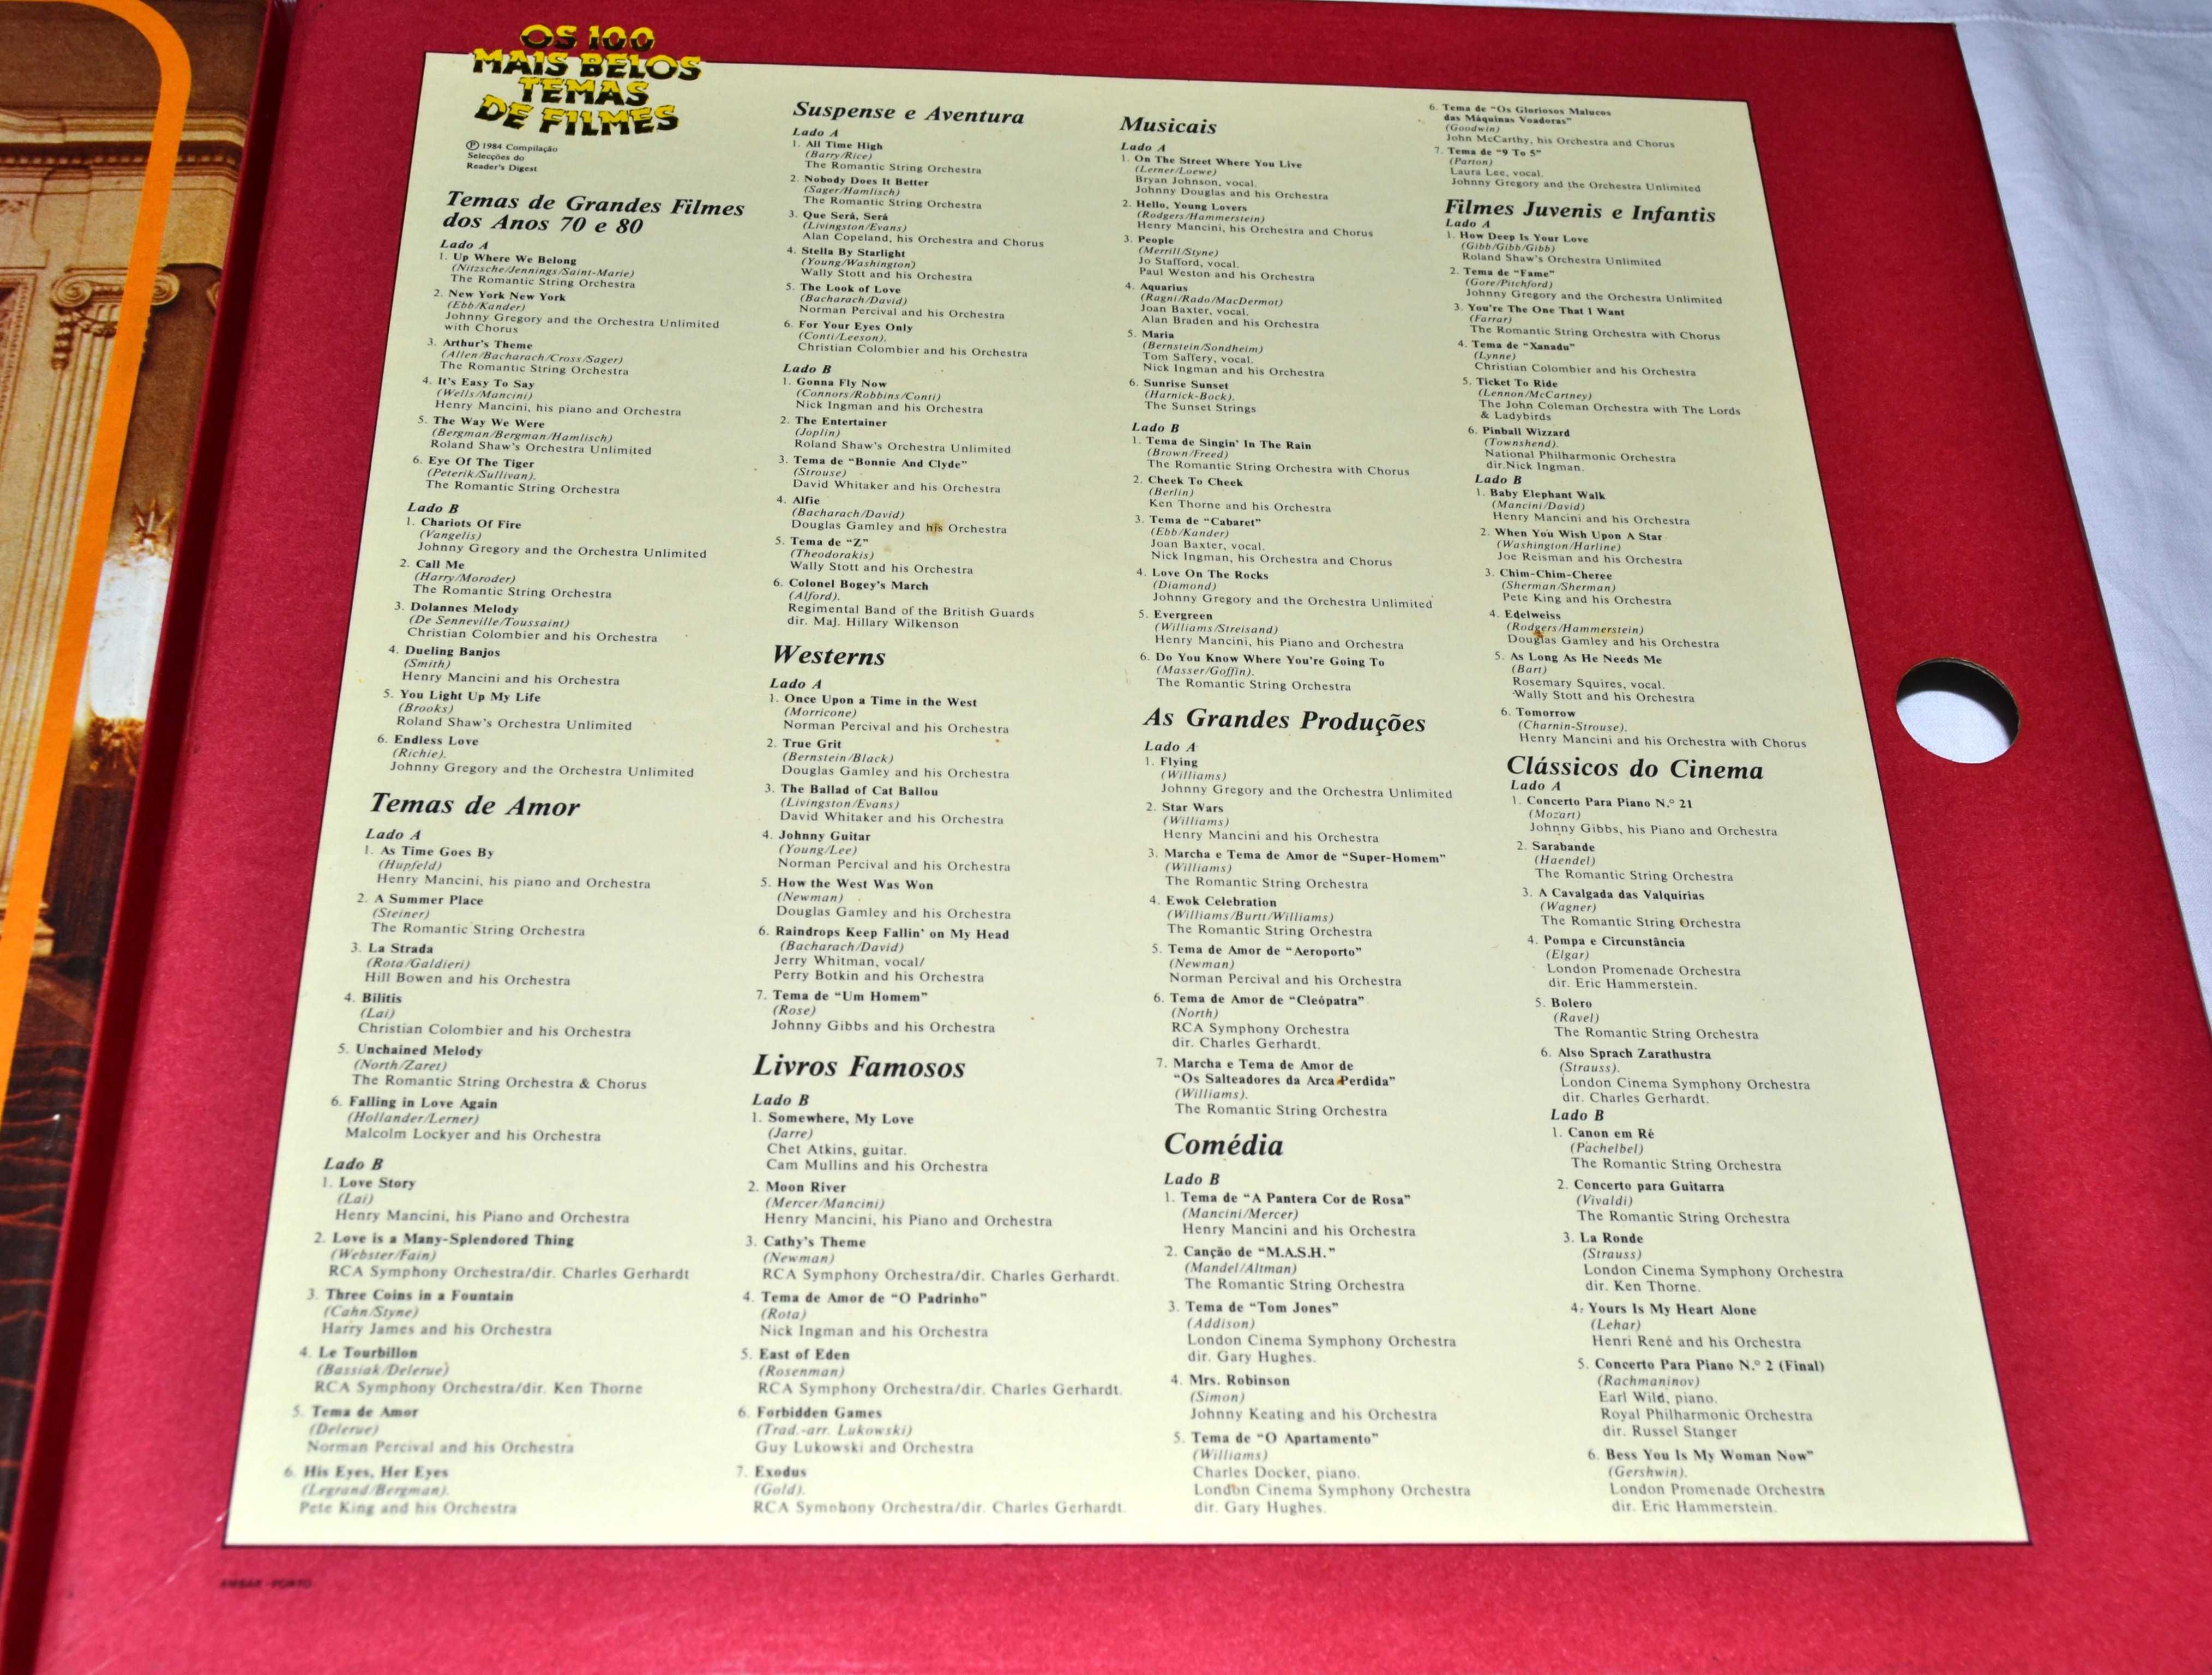 OS 100
MAIS BELOS
TEMAS
DE FILMES
Ⓟ 1984 Compilação
Selecções do
Reader's Digest
Temas de Grandes Filmes
dos Anos 70 e 80
Lado A
1. Up Where We Belong
(Nitzsche/Jennings/Saint-Marie)
The Romantic String Orchestra
2. New York New York
(Ebb/Kander)
Johnny Gregory and the Orchestra Unlimited
with Chorus
3. Arthur's Theme
(Allen/Bacharach/Cross/Sager)
The Romantic String Orchestra
4. It's Easy To Say
(Wells/Mancini)
Henry Mancini, his piano and Orchestra
5. The Way We Were
(Bergman/Bergman/Hamlisch)
Roland Shaw's Orchestra Unlimited
6. Eye Of The Tiger
(Peterik/Sullivan).
The Romantic String Orchestra
Lado B
1. Chariots Of Fire
(Vangelis)
Johnny Gregory and the Orchestra Unlimited
2. Call Me
(Harry/Moroder)
The Romantic String Orchestra
3. Dolannes Melody
(De Senneville/Toussaint)
Christian Colombier and his Orchestra
4. Dueling Banjos
(Smith)
Henry Mancini and his Orchestra
5. You Light Up My Life
(Brooks)
Roland Shaw's Orchestra Unlimited
6. Endless Love
(Richie).
Johnny Gregory and the Orchestra Unlimited
Temas de Amor
Lado A
1. As Time Goes By
(Hupfeld)
Henry Mancini, his piano and Orchestra
2. A Summer Place
(Steiner)
The Romantic String Orchestra
3. La Strada
(Rota/Galdieri)
Hill Bowen and his Orchestra
4. Bilitis
(Lai)
Christian Colombier and his Orchestra
5. Unchained Melody
(North/Zaret)
The Romantic String Orchestra & Chorus
6. Falling in Love Again
(Hollander/Lerner)
Malcolm Lockyer and his Orchestra
Lado B
1. Love Story
(Lai)
Henry Mancini, his Piano and Orchestra
2. Love is a Many-Splendored Thing
(Webster/Fain)
RCA Symphony Orchestra/dir. Charles Gerhardt
3. Three Coins in a Fountain
(Cahn/Styne)
Harry James and his Orchestra
4. Le Tourbillon
(Bassiak/Delerue)
RCA Symphony Orchestra/dir. Ken Thorne
5. Tema de Amor
(Delerue)
Norman Percival and his Orchestra
6. His Eyes, Her Eyes
(Legrand/Bergman).
Pete King and his Orchestra
Suspense e Aventura
Lado A
1. All Time High
(Barry/Rice)
The Romantic String Orchestra
2. Nobody Does It Better
(Sager/Hamlisch)
The Romantic String Orchestra
3. Que Será, Será
(Livingston/Evans)
Alan Copeland, his Orchestra and Chorus
4. Stella By Starlight
(Young/Washington)
Wally Stott and his Orchestra
5. The Look of Love
(Bacharach/David)
Norman Percival and his Orchestra
6. For Your Eyes Only
(Conti/Leeson).
Christian Colombier and his Orchestra
Lado B
1. Gonna Fly Now
(Connors/Robbins/Conti)
Nick Ingman and his Orchestra
2. The Entertainer
(Joplin)
Roland Shaw's Orchestra Unlimited
3. Tema de "Bonnie And Clyde"
(Strouse)
David Whitaker and his Orchestra
4. Alfie
(Bacharach/David)
Douglas Gamley and his Orchestra
5. Tema de "Z"
(Theodorakis)
Wally Stott and his Orchestra
6. Colonel Bogey's March
(Alford).
Regimental Band of the British Guards
dir. Maj. Hillary Wilkenson
Westerns
Lado A
1. Once Upon a Time in the West
(Morricone)
Norman Percival and his Orchestra
2. True Grit
(Bernstein/Black)
Douglas Gamley and his Orchestra
3. The Ballad of Cat Ballou
(Livingston/Evans)
David Whitaker and his Orchestra
4. Johnny Guitar
(Young/Lee)
Norman Percival and his Orchestra
5. How the West Was Won
(Newman)
Douglas Gamley and his Orchestra
6. Raindrops Keep Fallin' on My Head
(Bacharach/David)
Jerry Whitman, vocal/
Perry Botkin and his Orchestra
7. Tema de "Um Homem"
(Rose)
Johnny Gibbs and his Orchestra
Livros Famosos
Lado B
1. Somewhere, My Love
(Jarre)
Chet Atkins, guitar.
Cam Mullins and his Orchestra
2. Moon River
(Mercer/Mancini)
Henry Mancini, his Piano and Orchestra
3. Cathy's Theme
(Newman)
RCA Symphony Orchestra/dir. Charles Gerhardt.
4. Tema de Amor de "O Padrinho"
(Rota)
Nick Ingman and his Orchestra
5. East of Eden
(Rosenman)
RCA Symphony Orchestra/dir. Charles Gerhardt.
6. Forbidden Games
(Trad.-arr. Lukowski)
Guy Lukowski and Orchestra
7. Exodus
(Gold).
RCA Symphony Orchestra/dir. Charles Gerhardt.
Musicais
Lado A
1. On The Street Where You Live
(Lerner/Loewe)
Bryan Johnson, vocal.
Johnny Douglas and his Orchestra
2. Hello, Young Lovers
(Rodgers/Hammerstein)
Henry Mancini, his Orchestra and Chorus
3. People
(Merrill/Styne)
Jo Stafford, vocal.
Paul Weston and his Orchestra
4. Aquarius
(Ragni/Rado/MacDermot)
Joan Baxter, vocal.
Alan Braden and his Orchestra
5. Maria
(Bernstein/Sondheim)
Tom Saffery, vocal.
Nick Ingman and his Orchestra
6. Sunrise Sunset
(Harnick-Bock).
The Sunset Strings
Lado B
1. Tema de Singin' In The Rain
(Brown/Freed)
The Romantic String Orchestra with Chorus
2. Cheek To Cheek
(Berlin)
Ken Thorne and his Orchestra
3. Tema de "Cabaret"
(Ebb/Kander)
Joan Baxter, vocal.
Nick Ingman, his Orchestra and Chorus
4. Love On The Rocks
(Diamond)
Johnny Gregory and the Orchestra Unlimited
5. Evergreen
(Williams/Streisand)
Henry Mancini, his Piano and Orchestra
6. Do You Know Where You're Going To
(Masser/Goffin).
The Romantic String Orchestra
As Grandes Produções
Lado A
1. Flying
(Williams)
Johnny Gregory and the Orchestra Unlimited
2. Star Wars
(Williams)
Henry Mancini and his Orchestra
3. Marcha e Tema de Amor de "Super-Homem"
(Williams)
The Romantic String Orchestra
4. Ewok Celebration
(Williams/Burtt/Williams)
The Romantic String Orchestra
5. Tema de Amor de "Aeroporto"
(Newman)
Norman Percival and his Orchestra
6. Tema de Amor de "Cleópatra"
(North)
RCA Symphony Orchestra
dir. Charles Gerhardt.
7. Marcha e Tema de Amor de
"Os Salteadores da Arca Perdida"
(Williams).
The Romantic String Orchestra
Comédia
Lado B
1. Tema de "A Pantera Cor de Rosa"
(Mancini/Mercer)
Henry Mancini and his Orchestra
2. Canção de "M.A.S.H."
(Mandel/Altman)
The Romantic String Orchestra
3. Tema de "Tom Jones"
(Addison)
London Cinema Symphony Orchestra
dir. Gary Hughes.
4. Mrs. Robinson
(Simon)
Johnny Keating and his Orchestra
5. Tema de "O Apartamento"
(Williams)
Charles Docker, piano.
London Cinema Symphony Orchestra
dir. Gary Hughes.
6. Tema de "Os Gloriosos Malucos
das Máquinas Voadoras"
(Goodwin)
John McCarthy, his Orchestra and Chorus
7. Tema de "9 To 5"
(Parton)
Laura Lee, vocal.
Johnny Gregory and the Orchestra Unlimited
Filmes Juvenis e Infantis
Lado A
1. How Deep Is Your Love
(Gibb/Gibb/Gibb)
Roland Shaw's Orchestra Unlimited
2. Tema de "Fame"
(Gore/Pitchford)
Johnny Gregory and the Orchestra Unlimited
3. You're The One That I Want
(Farrar)
The Romantic String Orchestra with Chorus
4. Tema de "Xanadu"
(Lynne)
Christian Colombier and his Orchestra
5. Ticket To Ride
(Lennon/McCartney)
The John Coleman Orchestra with The Lords
& Ladybirds
6. Pinball Wizzard
(Townshend).
National Philharmonic Orchestra
dir.Nick Ingman.
Lado B
1. Baby Elephant Walk
(Mancini/David)
Henry Mancini and his Orchestra
2. When You Wish Upon A Star
(Washington/Harline)
Joe Reisman and his Orchestra
3. Chim-Chim-Cheree
(Sherman/Sherman)
Pete King and his Orchestra
4. Edelweiss
(Rodgers/Hammerstein)
Douglas Gamley and his Orchestra
5. As Long As He Needs Me
(Bart)
Rosemary Squires, vocal.
Wally Stott and his Orchestra
6. Tomorrow
(Charnin-Strouse).
Henry Mancini and his Orchestra with Chorus
Clássicos do Cinema
Lado A
1. Concerto Para Piano N.º 21
(Mozart)
Johnny Gibbs, his Piano and Orchestra
2. Sarabande
(Haendel)
The Romantic String Orchestra
3. A Cavalgada das Valquírias
(Wagner)
The Romantic String Orchestra
4. Pompa e Circunstância
(Elgar)
London Promenade Orchestra
dir. Eric Hammerstein.
5. Bolero
(Ravel)
The Romantic String Orchestra
6. Also Sprach Zarathustra
(Strauss).
London Cinema Symphony Orchestra
dir. Charles Gerhardt.
Lado B
1. Canon em Ré
(Pachelbel)
The Romantic String Orchestra
2. Concerto para Guitarra
(Vivaldi)
The Romantic String Orchestra
3. La Ronde
(Strauss)
London Cinema Symphony Orchestra
dir. Ken Thorne.
4. Yours Is My Heart Alone
(Lehar)
Henri René and his Orchestra
5. Concerto Para Piano N.º 2 (Final)
(Rachmaninov)
Earl Wild, piano.
Royal Philharmonic Orchestra
dir. Russel Stanger
6. Bess You Is My Woman Now"
(Gershwin).
London Promenade Orchestra
dir. Eric Hammerstein.